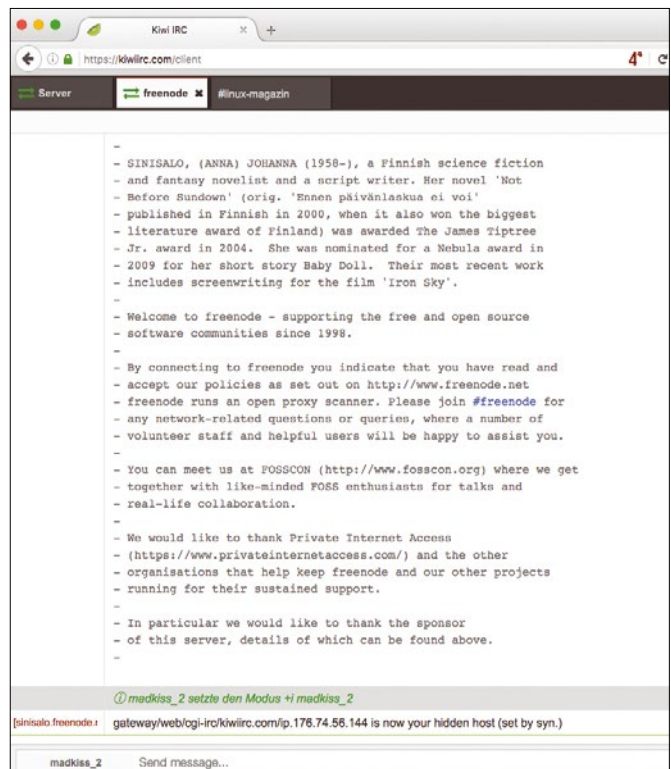 Kiwi IRC
https://kiwiirc.com/client
4°
Server
freenode
#linux-magazin
-
- SINISALO, (ANNA) JOHANNA (1958-), a Finnish science fiction
- and fantasy novelist and a script writer. Her novel 'Not
- Before Sundown' (orig. 'Ennen päivänlaskua ei voi'
- published in Finnish in 2000, when it also won the biggest
- literature award of Finland) was awarded The James Tiptree
- Jr. award in 2004.  She was nominated for a Nebula award in
- 2009 for her short story Baby Doll.  Their most recent work
- includes screenwriting for the film 'Iron Sky'.
-
- Welcome to freenode - supporting the free and open source
- software communities since 1998.
-
- By connecting to freenode you indicate that you have read and
- accept our policies as set out on http://www.freenode.net
- freenode runs an open proxy scanner. Please join #freenode for
- any network-related questions or queries, where a number of
- volunteer staff and helpful users will be happy to assist you.
-
- You can meet us at FOSSCON (http://www.fosscon.org) where we get
- together with like-minded FOSS enthusiasts for talks and
- real-life collaboration.
-
- We would like to thank Private Internet Access
- (https://www.privateinternetaccess.com/) and the other
- organisations that help keep freenode and our other projects
- running for their sustained support.
-
- In particular we would like to thank the sponsor
- of this server, details of which can be found above.
-
madkiss_2 setzte den Modus +i madkiss_2
[sinisalo.freenode.r gateway/web/cgi-irc/kiwiirc.com/ip.176.74.56.144 is now your hidden host (set by syn.)
madkiss_2 Send message...